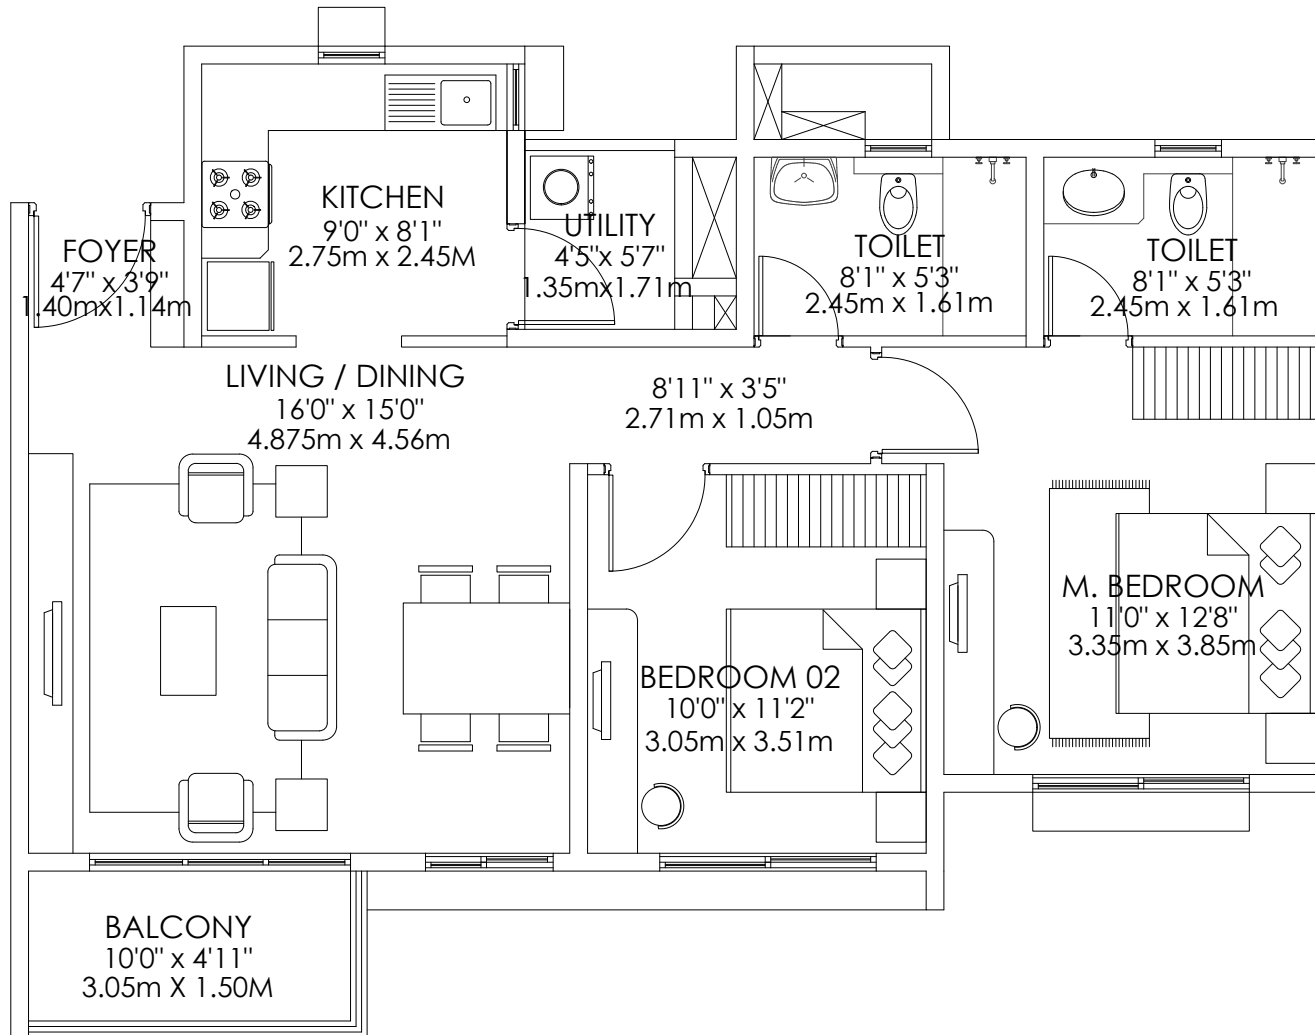 KITCHEN
9'0" x 8'1"
2.75m x 2.45M
UTILITY
4'5" x 5'7"
1.35mx1.71m
FOYER
4'7" x 3'9"
1.40mx1.14m
TOILET
8'1" x 5'3"
2.45m x 1.61m
TOILET
8'1" x 5'3"
2.45m x 1.61m
LIVING / DINING
16'0" x 15'0"
4.875m x 4.56m
8'11" x 3'5"
2.71m x 1.05m
M. BEDROOM
11'0" x 12'8"
3.35m x 3.85m
BEDROOM 02
10'0" x 11'2"
3.05m x 3.51m
BALCONY
10'0" x 4'11"
3.05m X 1.50M